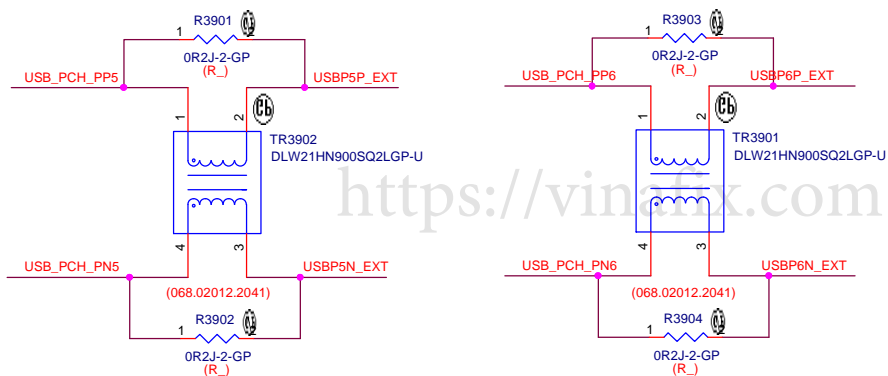 R3901
1
2
0R2J-2-GP
(R_)
USB_PCH_PP5
USBP5P_EXT
1
2
TR3902
DLW21HN900SQ2LGP-U
4
3
USB_PCH_PN5
USBP5N_EXT
(068.02012.2041)
R3902
1
2
0R2J-2-GP
(R_)
R3903
1
2
0R2J-2-GP
(R_)
USB_PCH_PP6
USBP6P_EXT
1
2
TR3901
DLW21HN900SQ2LGP-U
4
3
USB_PCH_PN6
USBP6N_EXT
(068.02012.2041)
R3904
1
2
0R2J-2-GP
(R_)
https://vinafix.com